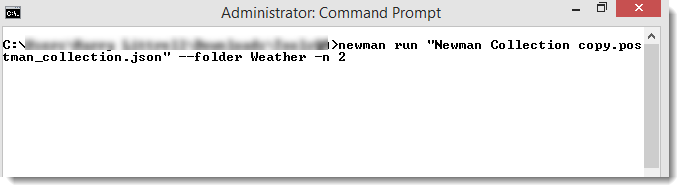 Administrator: Command Prompt
C:\>newman run "Newman Collection copy.pos
tman_collection.json" --folder Weather -n 2